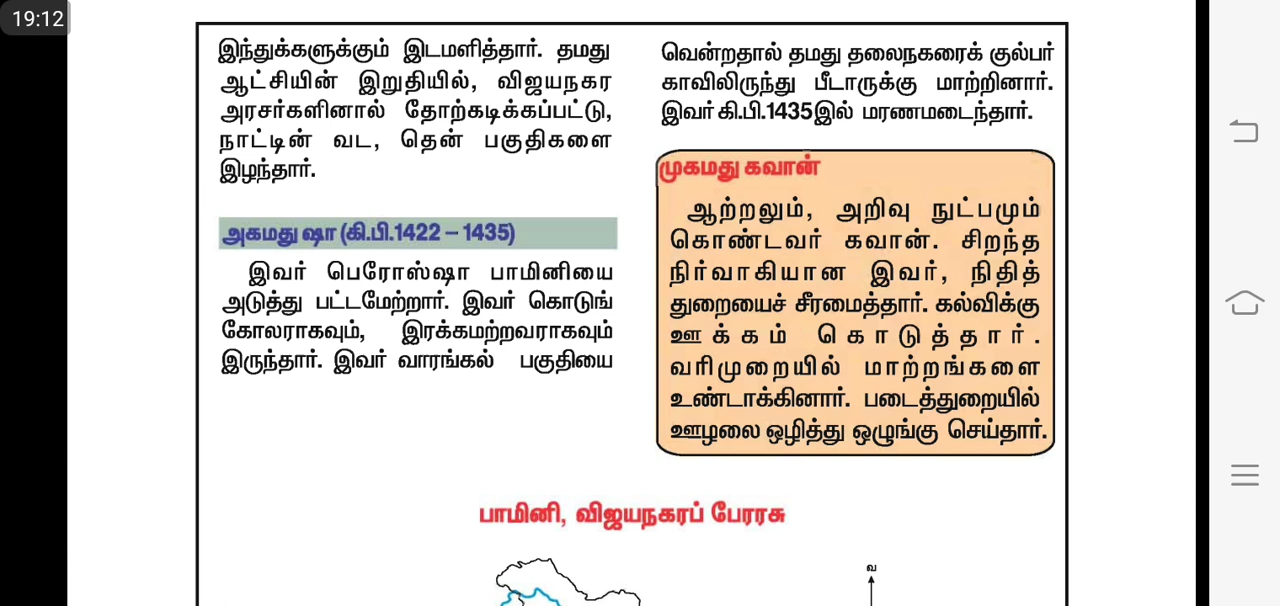 19:12
இந்துக்களுக்கும் இடமளித்தார். தமது
ஆட்சியின் இறுதியில், விஜயநகர
அரசர்களினால் தோற்கடிக்கப்பட்டு,
நாட்டின் வட, தென் பகுதிகளை
இழந்தார்.
அகமது ஷா (கி.பி.1422 – 1435)
இவர் பெரோஸ்ஷா பாமினியை
அடுத்து பட்டமேற்றார். இவர் கொடுங்
கோலராகவும், இரக்கமற்றவராகவும்
இருந்தார். இவர் வாரங்கல் பகுதியை
வென்றதால் தமது தலைநகரைக் குல்பர்
காவிலிருந்து பீடாருக்கு மாற்றினார்.
இவர் கி.பி.1435இல் மரணமடைந்தார்.
முகமது கவான்
ஆற்றலும், அறிவு நுட்பமும்
கொண்டவர் கவான். சிறந்த
நிர்வாகியான இவர், நிதித்
துறையைச் சீரமைத்தார். கல்விக்கு
ஊக்கம் கொடுத்தார்.
வரிமுறையில் மாற்றங்களை
உண்டாக்கினார். படைத்துறையில்
ஊழலை ஒழித்து ஒழுங்கு செய்தார்.
பாமினி, விஜயநகரப் பேரரசு
வ